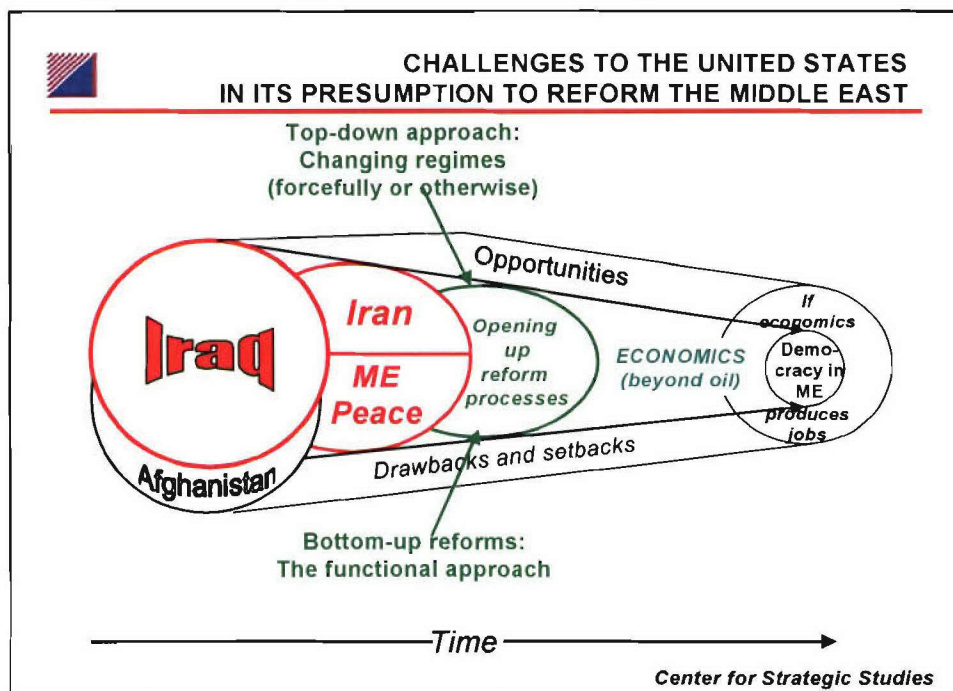 CHALLENGES TO THE UNITED STATES
IN ITS PRESUMPTION TO REFORM THE MIDDLE EAST
Top-down approach:
Changing regimes
(forcefully or otherwise)
Opportunities
Iraq
Iran
ME
Peace
Opening
up
reform
processes
ECONOMICS
(beyond oil)
If
economics
Demo-
cracy in
ME
produces
jobs
Afghanistan
Drawbacks and setbacks
Bottom-up reforms:
The functional approach
Time
Center for Strategic Studies